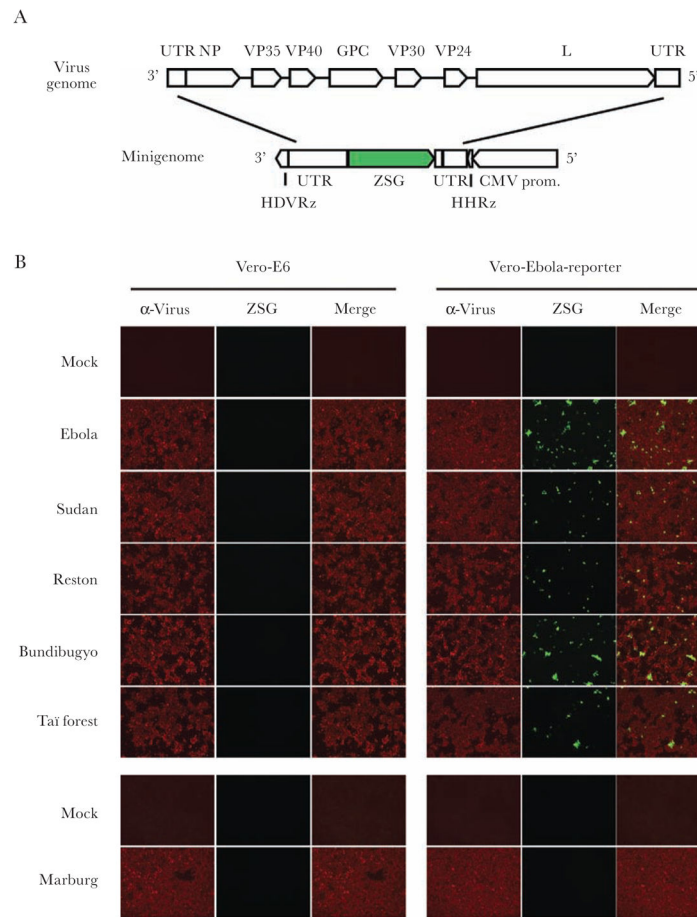 A
UTR NP VP35 VP40 GPC VP30 VP24 L UTR
Virus genome 3’ 5’
Minigenome 3’ 5’
UTR ZSG UTR CMV prom.
HDVRz HHRz
B
Vero-E6 Vero-Ebola-reporter
α-Virus ZSG Merge α-Virus ZSG Merge
Mock
Ebola
Sudan
Reston
Bundibugyo
Taï forest
Mock
Marburg